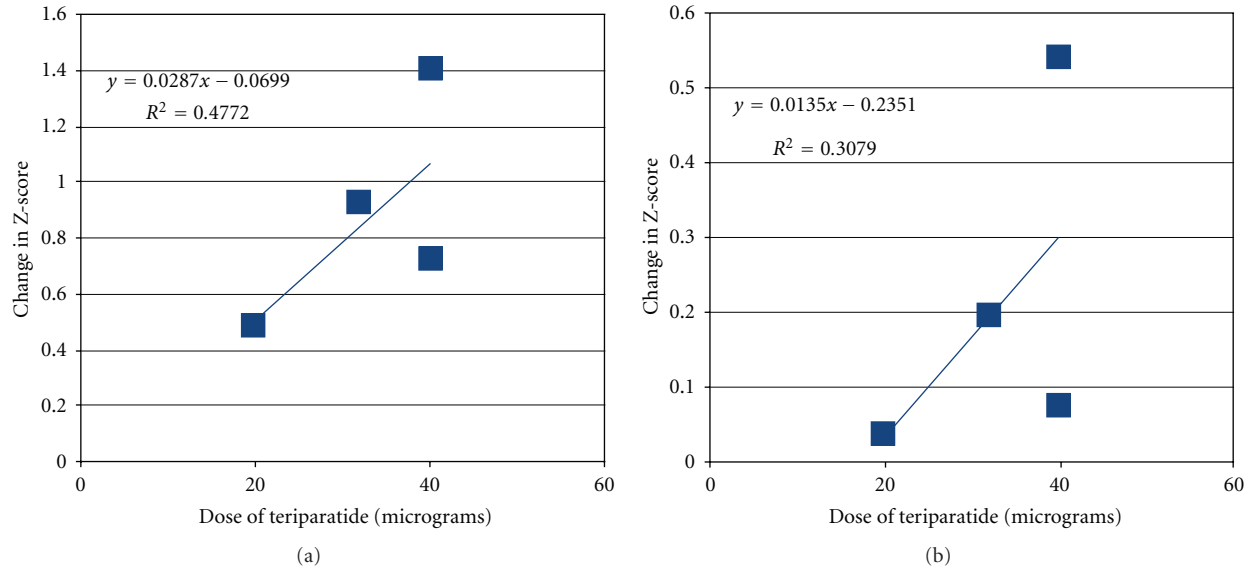 1.6
1.4
1.2
1
0.8
0.6
0.4
0.2
0
y = 0.0287x − 0.0699
R² = 0.4772
Change in Z-score
0 20 40 60
Dose of teriparatide (micrograms)
(a)
0.6
0.5
0.4
0.3
0.2
0.1
0
y = 0.0135x − 0.2351
R² = 0.3079
Change in Z-score
0 20 40 60
Dose of teriparatide (micrograms)
(b)